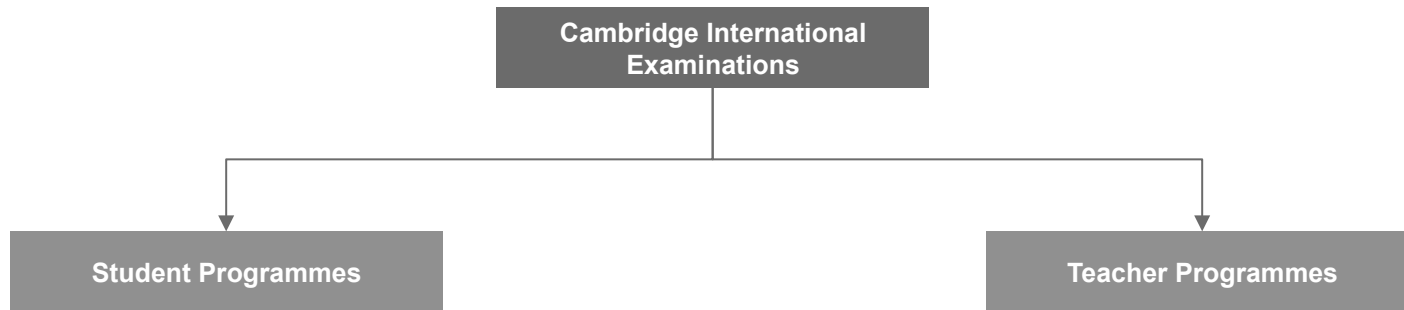 Cambridge International
Examinations
Student Programmes
Teacher Programmes